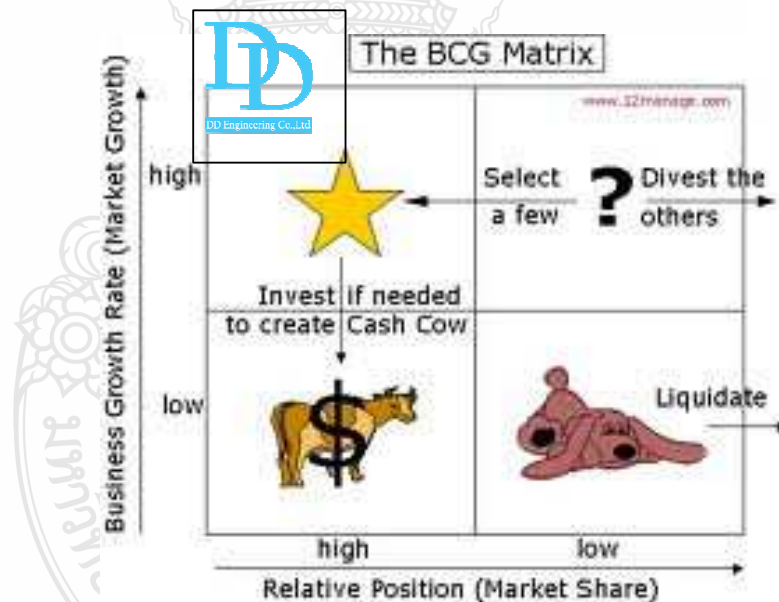 The BCG Matrix
DD
DD Engineering Co.,Ltd
www.12manage.com
Business Growth Rate (Market Growth)
high
Select
a few
?
Divest the
others
Invest if needed
to create Cash Cow
low
$
Liquidate
high
low
Relative Position (Market Share)